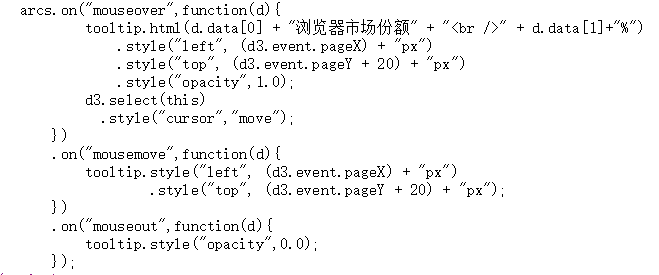 arcs.on("mouseover",function(d){
tooltip.html(d.data[0] + "浏览器市场份额" + "<br />" + d.data[1]+"%")
.style("left", (d3.event.pageX) + "px")
.style("top", (d3.event.pageY + 20) + "px")
.style("opacity",1.0);
d3.select(this)
.style("cursor","move");
})
.on("mousemove",function(d){
tooltip.style("left", (d3.event.pageX) + "px")
.style("top", (d3.event.pageY + 20) + "px");
})
.on("mouseout",function(d){
tooltip.style("opacity",0.0);
});